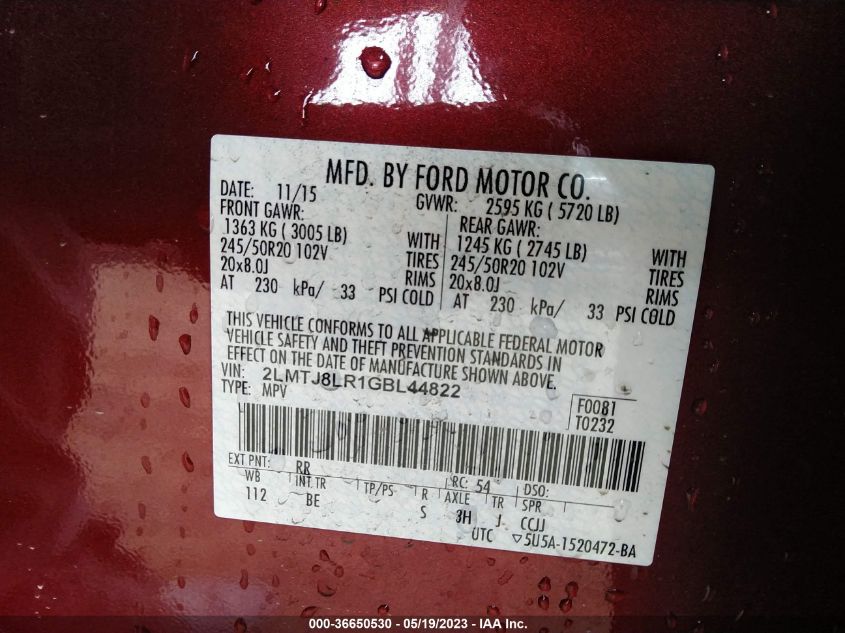 MFD. BY FORD MOTOR CO.
DATE: 11/15 GVWR: 2595 KG ( 5720 LB)
FRONT GAWR: REAR GAWR:
1363 KG ( 3005 LB) WITH 1245 KG ( 2745 LB) WITH
245/50R20 102V TIRES 245/50R20 102V TIRES
20x8.0J RIMS 20x8.0J RIMS
AT 230 kPa/ 33 PSI COLD AT 230 kPa/ 33 PSI COLD
THIS VEHICLE CONFORMS TO ALL APPLICABLE FEDERAL MOTOR
VEHICLE SAFETY AND THEFT PREVENTION STANDARDS IN
EFFECT ON THE DATE OF MANUFACTURE SHOWN ABOVE.
VIN: 2LMTJ8LR1GBL44822
TYPE: MPV
F0081
T0232
EXT PNT: RR RC: 54 DSO:
WB INT TR TP/PS R AXLE TR SPR
112 BE S 3H J CCJJ
UTC ▽5U5A-1520472-BA
000-36650530 - 05/19/2023 - IAA Inc.